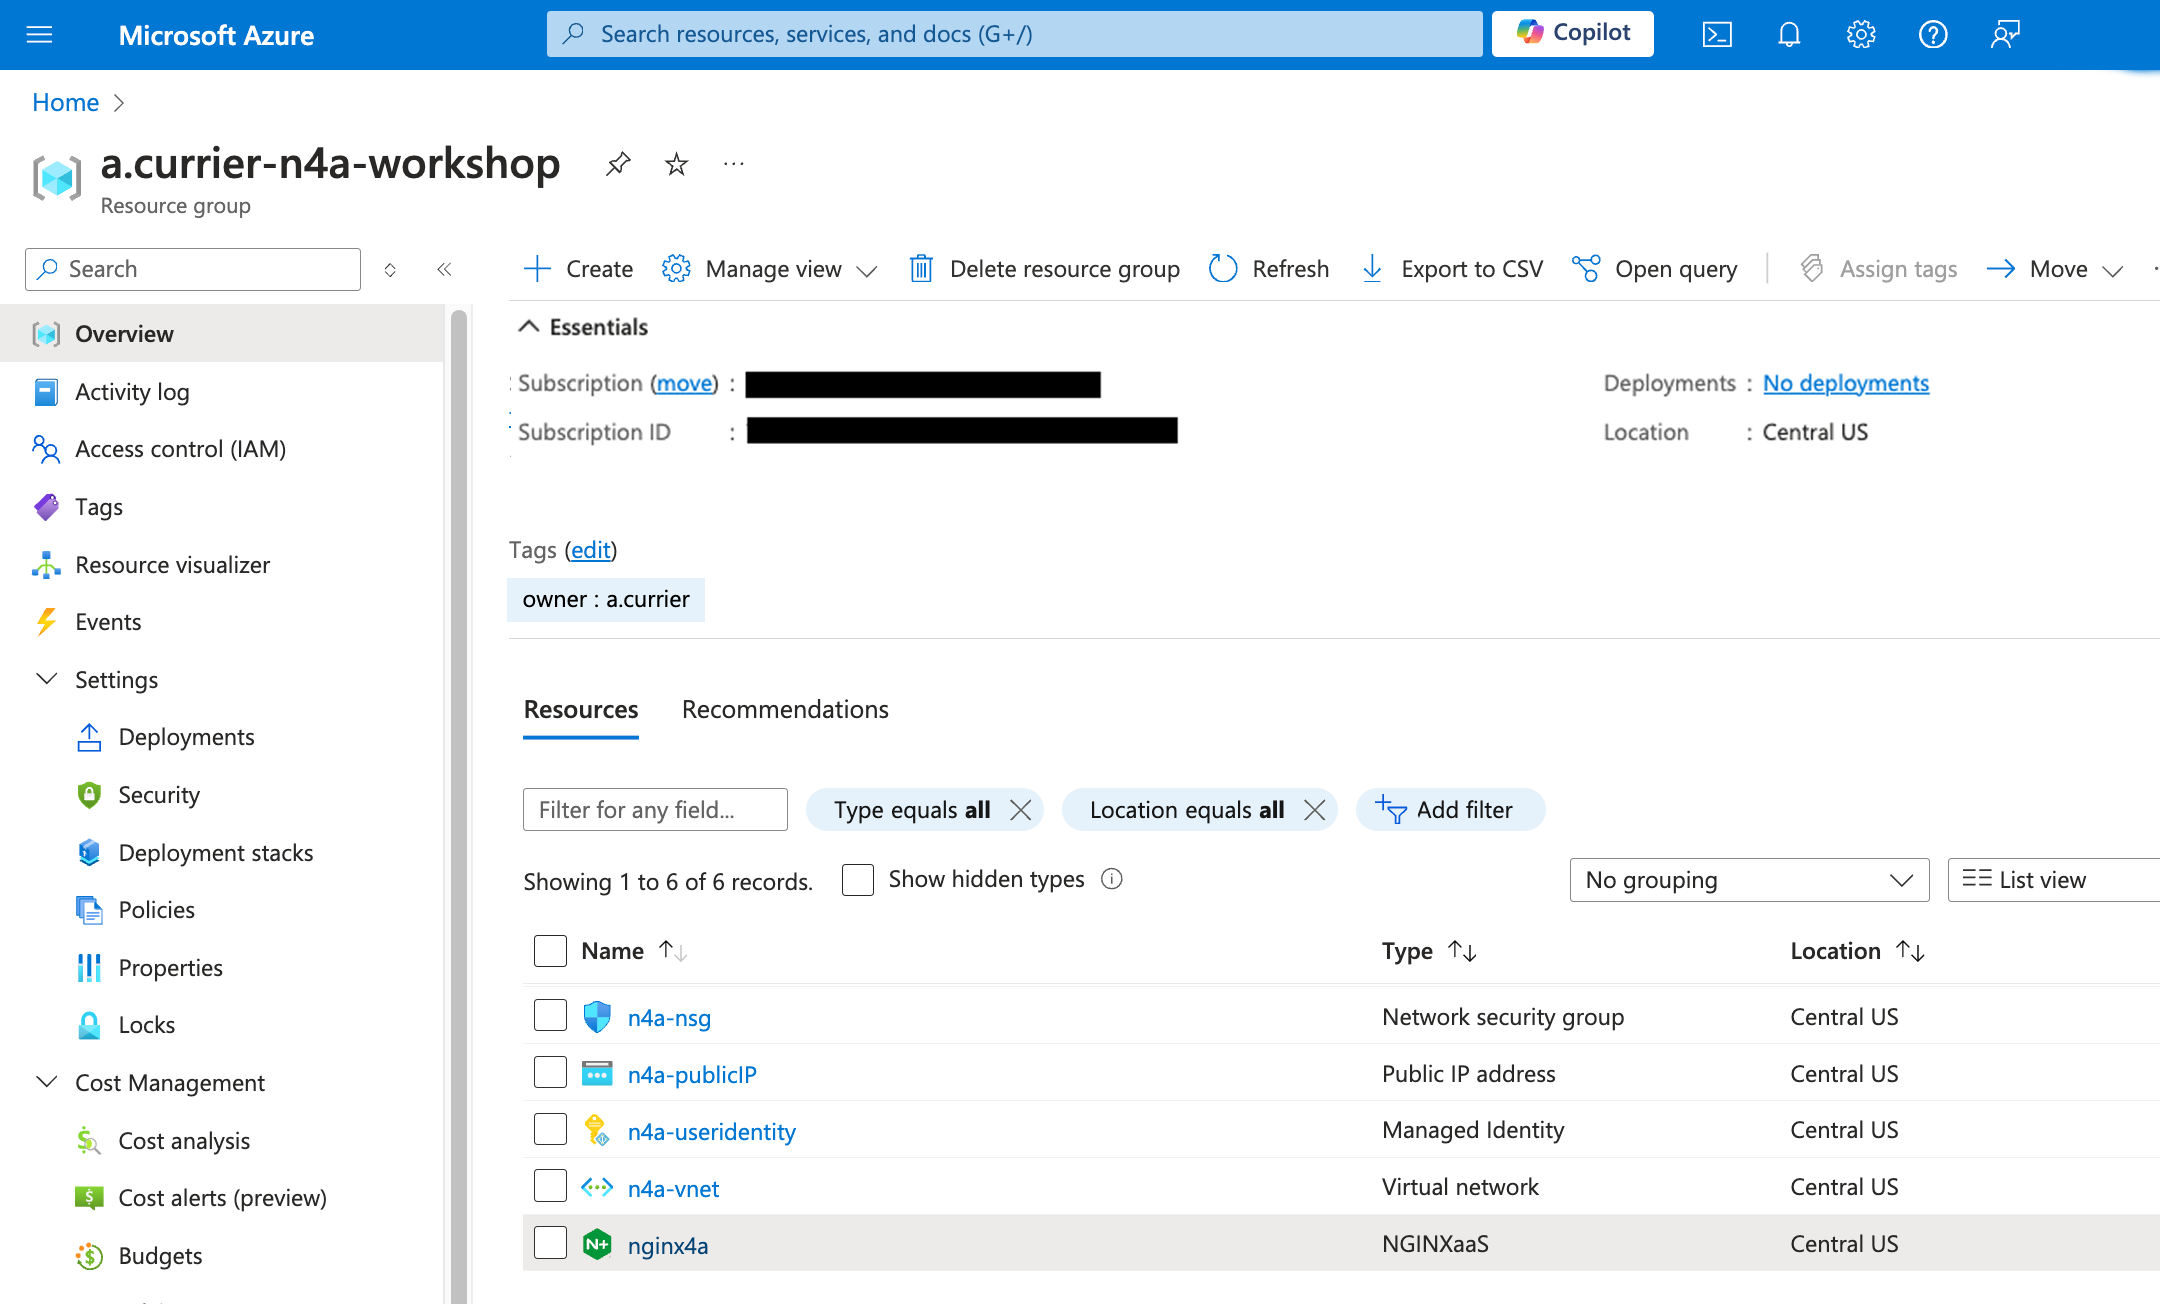 Microsoft Azure
Search resources, services, and docs (G+/)
Copilot
Home
a.currier-n4a-workshop
Resource group
Search
Create
Manage view
Delete resource group
Refresh
Export to CSV
Open query
Assign tags
Move
Overview
Activity log
Access control (IAM)
Tags
Resource visualizer
Events
Settings
Deployments
Security
Deployment stacks
Policies
Properties
Locks
Cost Management
Cost analysis
Cost alerts (preview)
Budgets
Essentials
Subscription (move) :
Subscription ID :
Deployments : No deployments
Location : Central US
Tags (edit)
owner : a.currier
Resources
Recommendations
Filter for any field...
Type equals all
Location equals all
Add filter
Showing 1 to 6 of 6 records.
Show hidden types
No grouping
List view
Name Type Location
n4a-nsg Network security group Central US
n4a-publicIP Public IP address Central US
n4a-useridentity Managed Identity Central US
n4a-vnet Virtual network Central US
N+ nginx4a NGINXaaS Central US